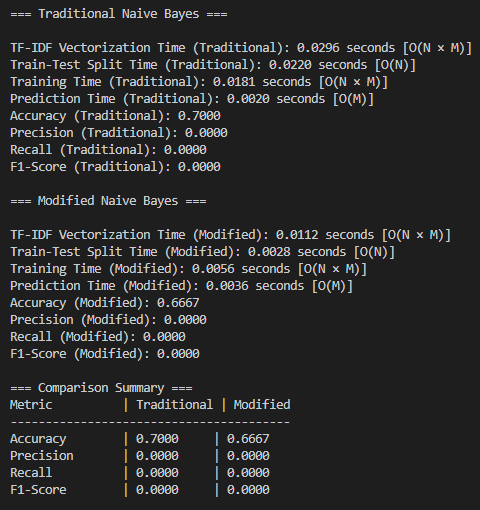 === Traditional Naive Bayes ===
TF-IDF Vectorization Time (Traditional): 0.0296 seconds [O(N × M)]
Train-Test Split Time (Traditional): 0.0220 seconds [O(N)]
Training Time (Traditional): 0.0181 seconds [O(N × M)]
Prediction Time (Traditional): 0.0020 seconds [O(M)]
Accuracy (Traditional): 0.7000
Precision (Traditional): 0.0000
Recall (Traditional): 0.0000
F1-Score (Traditional): 0.0000
=== Modified Naive Bayes ===
TF-IDF Vectorization Time (Modified): 0.0112 seconds [O(N × M)]
Train-Test Split Time (Modified): 0.0028 seconds [O(N)]
Training Time (Modified): 0.0056 seconds [O(N × M)]
Prediction Time (Modified): 0.0036 seconds [O(M)]
Accuracy (Modified): 0.6667
Precision (Modified): 0.0000
Recall (Modified): 0.0000
F1-Score (Modified): 0.0000
=== Comparison Summary ===
Metric          | Traditional | Modified
----------------------------------------
Accuracy        | 0.7000      | 0.6667
Precision       | 0.0000      | 0.0000
Recall          | 0.0000      | 0.0000
F1-Score        | 0.0000      | 0.0000